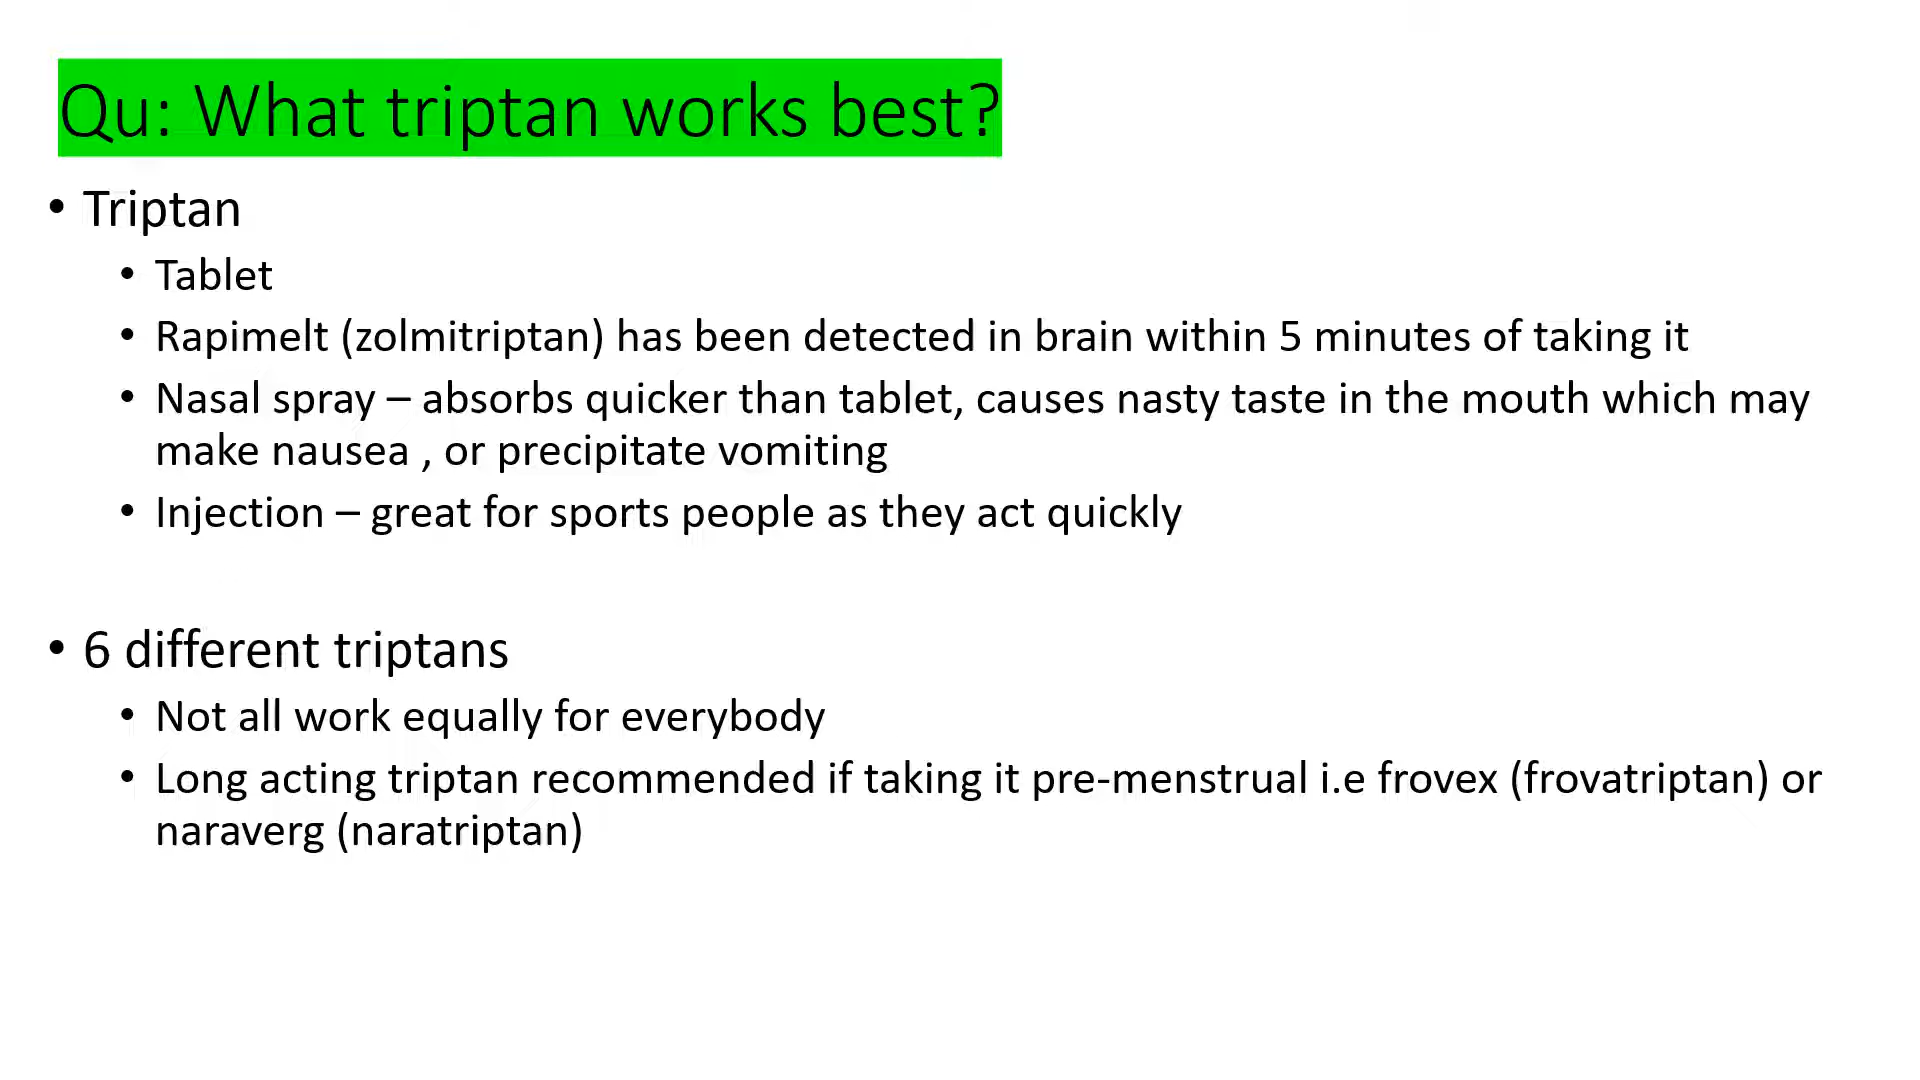 Qu: What triptan works best?
• Triptan
• Tablet
• Rapimelt (zolmitriptan) has been detected in brain within 5 minutes of taking it
• Nasal spray – absorbs quicker than tablet, causes nasty taste in the mouth which may
make nausea , or precipitate vomiting
• Injection – great for sports people as they act quickly
• 6 different triptans
• Not all work equally for everybody
• Long acting triptan recommended if taking it pre-menstrual i.e frovex (frovatriptan) or
naraverg (naratriptan)